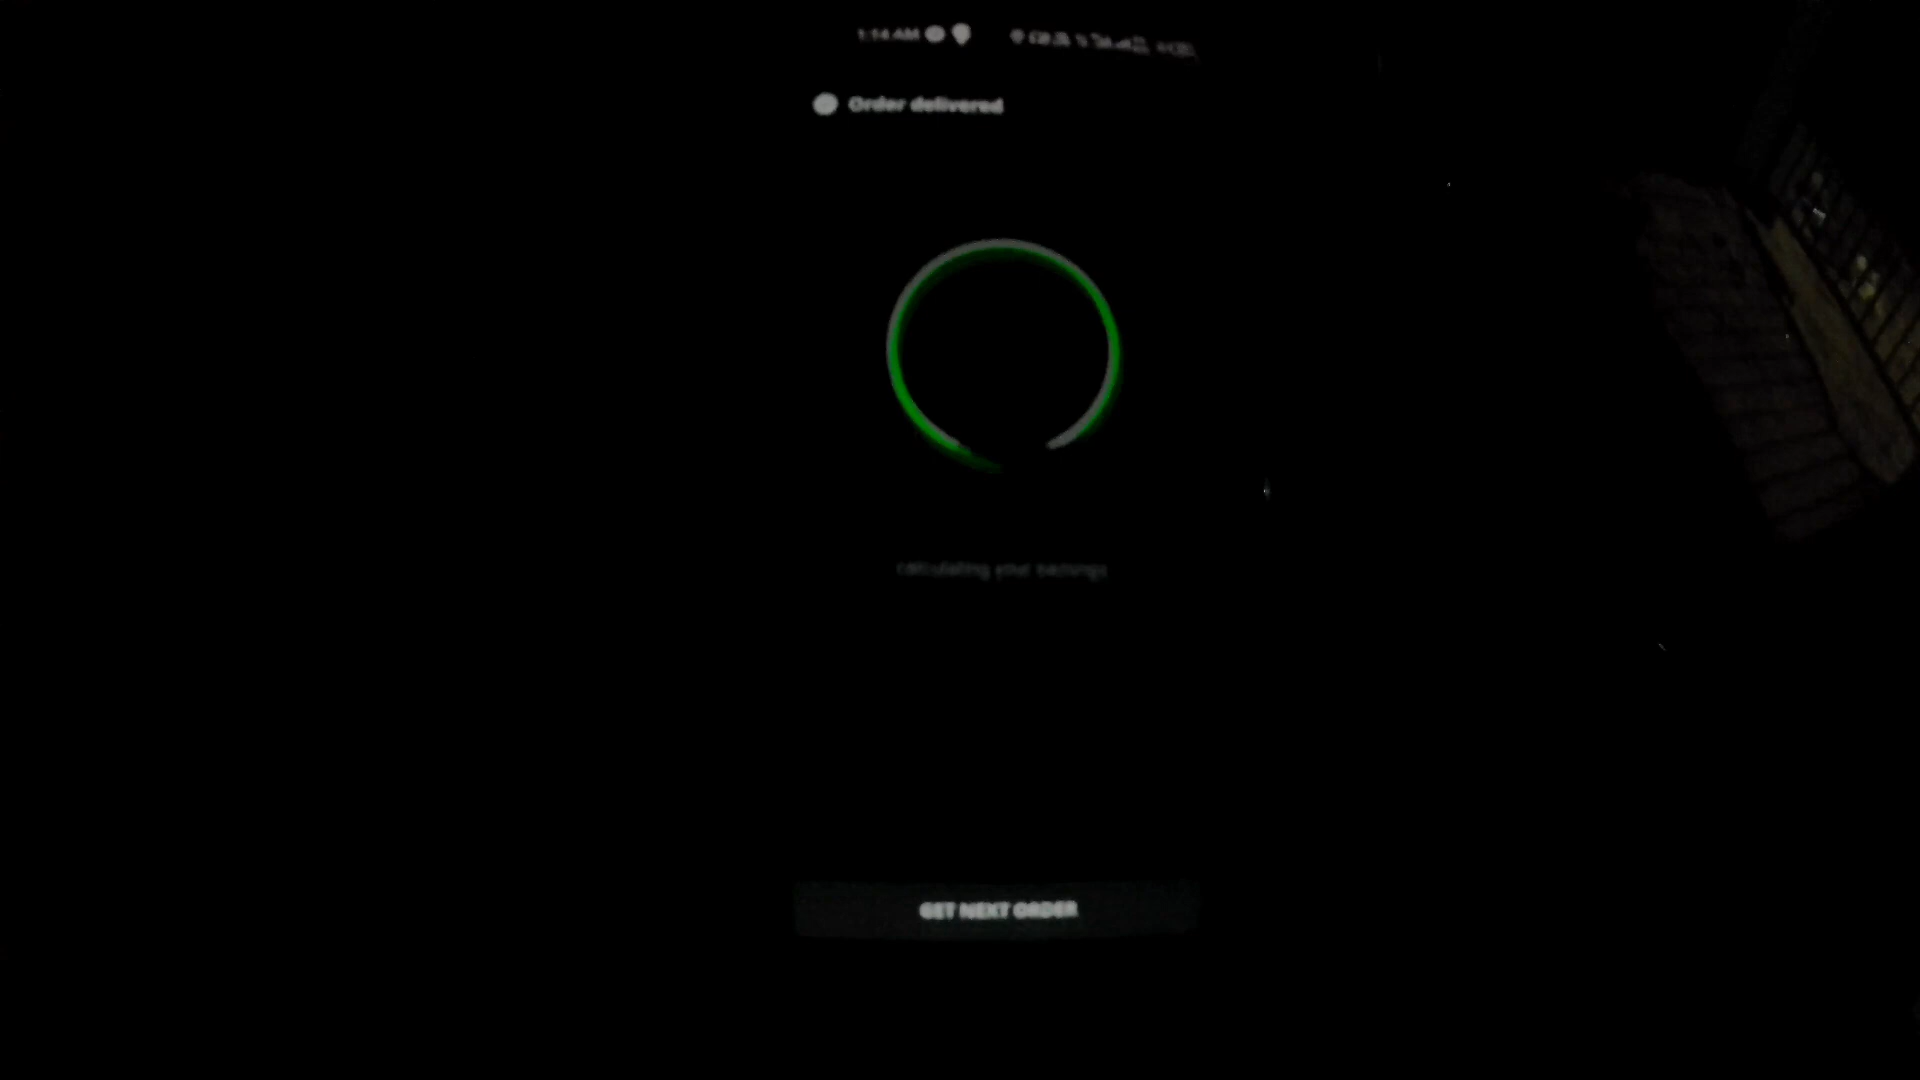 1:14 AM
Order delivered
calculating your earnings
GET NEXT ORDER